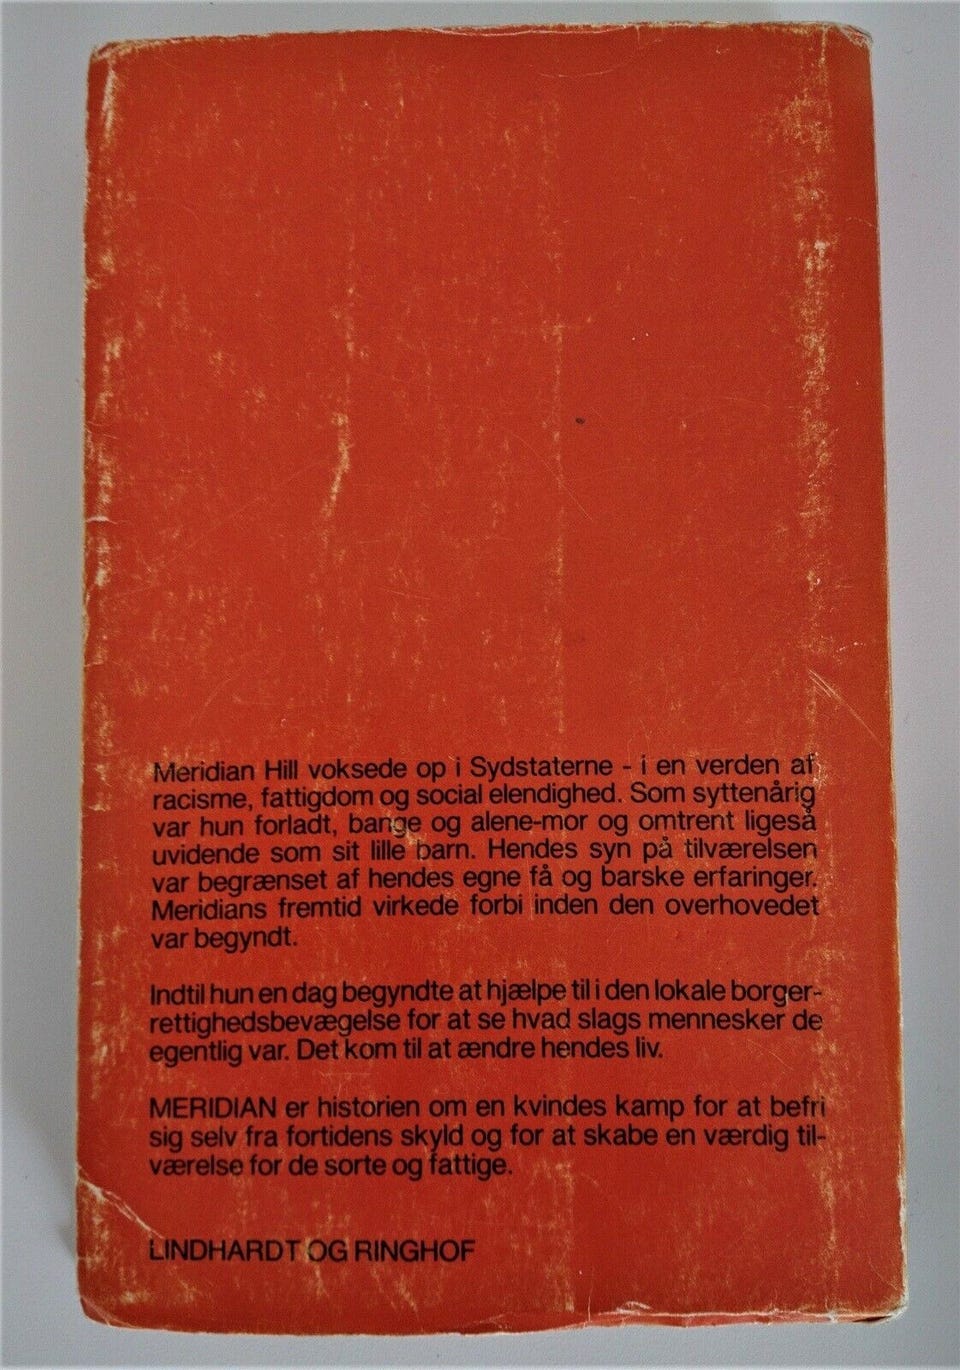 Meridian Hill voksede op i Sydstaterne - i en verden af
racisme, fattigdom og social elendighed. Som syttenårig
var hun forladt, bange og alene-mor og omtrent ligeså
uvidende som sit lille barn. Hendes syn på tilværelsen
var begrænset af hendes egne få og barske erfaringer.
Meridians fremtid virkede forbi inden den overhovedet
var begyndt.
Indtil hun en dag begyndte at hjælpe til i den lokale borger-
rettighedsbevægelse for at se hvad slags mennesker de
egentlig var. Det kom til at ændre hendes liv.
MERIDIAN er historien om en kvindes kamp for at befri
sig selv fra fortidens skyld og for at skabe en værdig til-
værelse for de sorte og fattige.
LINDHARDT OG RINGHOF